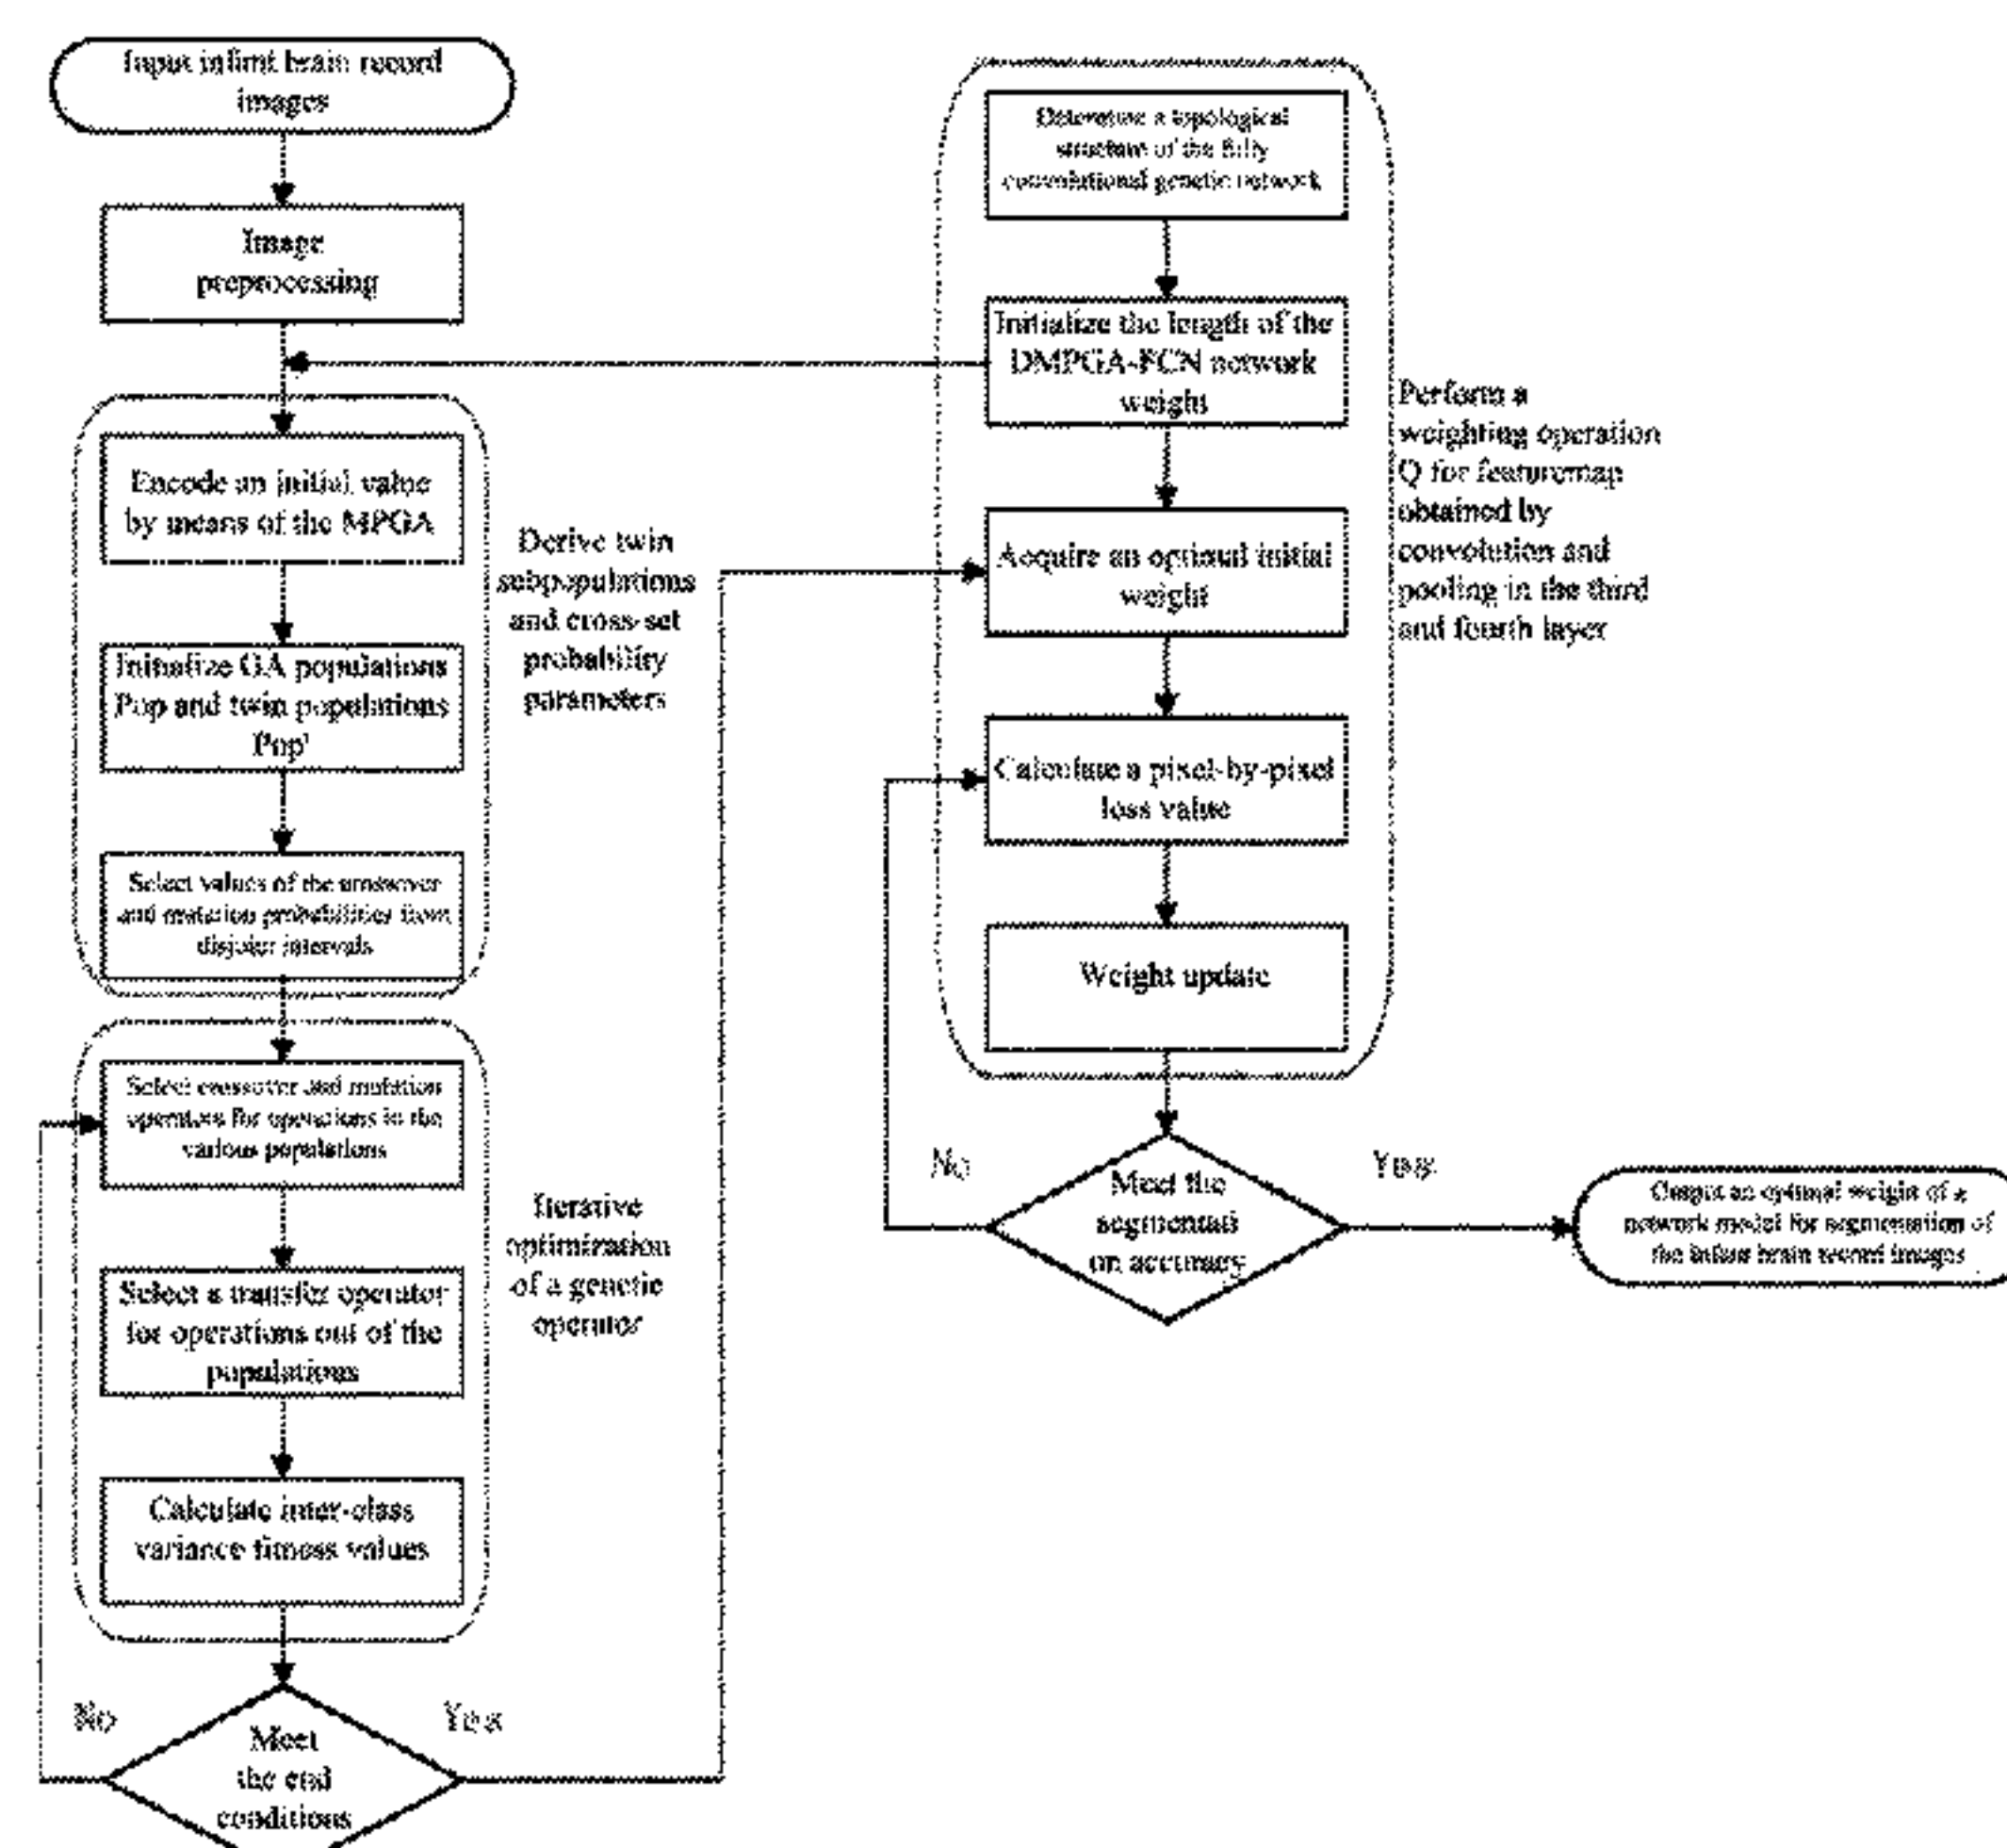 Input infant brain record
images
Image
preprocessing
Encode an initial value
by means of the MPGA
Initialize GA populations
Pop and twin populations
Pop'
Select values of the crossover
and mutation probabilities from
disjoint intervals
Derive twin
subpopulations
and cross-set
probability
parameters
Select crossover and mutation
operators for operations in the
various populations
Select a transfer operator
for operations out of the
populations
Calculate inter-class
variance fitness values
Iterative
optimization
of a genetic
operator
No
Yes
Meet
the end
conditions
Determine a topological
structure of the fully
convolutional genetic network
Initialize the length of the
DMPGA-FCN network
weight
Acquire an optimal initial
weight
Calculate a pixel-by-pixel
loss value
Weight update
Perform a
weighting operation
Q for featuremap
obtained by
convolution and
pooling in the third
and fourth layer
No
Yes
Meet the
segmentati
on accuracy
Output an optimal weight of a
network model for segmentation of
the infant brain record images